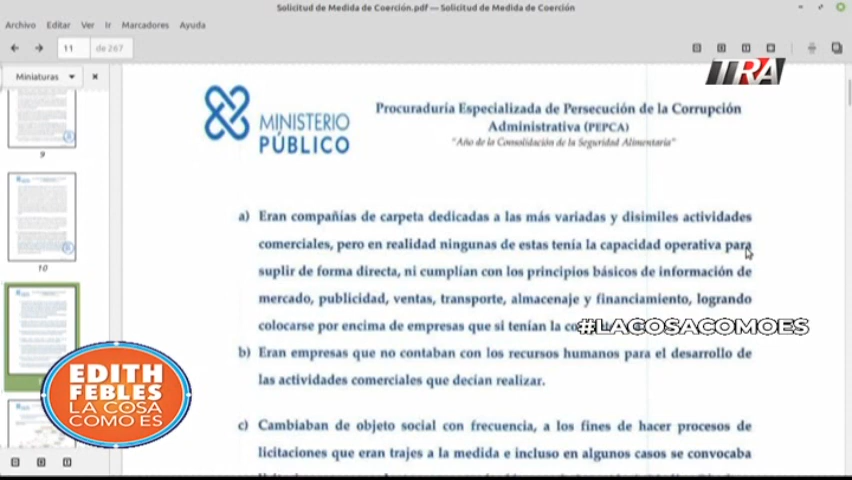 Solicitud de Medida de Coerción.pdf — Solicitud de Medida de Coerción
Archivo Editar Ver Ir Marcadores Ayuda
11 de 267
Miniaturas
TRA
9
10
MINISTERIO
PÚBLICO
Procuraduría Especializada de Persecución de la Corrupción
Administrativa (PEPCA)
"Año de la Consolidación de la Seguridad Alimentaria"
a) Eran compañías de carpeta dedicadas a las más variadas y disimiles actividades
comerciales, pero en realidad ningunas de estas tenía la capacidad operativa para
suplir de forma directa, ni cumplían con los principios básicos de información de
mercado, publicidad, ventas, transporte, almacenaje y financiamiento, logrando
colocarse por encima de empresas que si tenían la
#LACOSACOMOES
b) Eran empresas que no contaban con los recursos humanos para el desarrollo de
las actividades comerciales que decían realizar.
c) Cambiaban de objeto social con frecuencia, a los fines de hacer procesos de
licitaciones que eran trajes a la medida e incluso en algunos casos se convocaba
EDITH
FEBLES
LA COSA
COMO ES